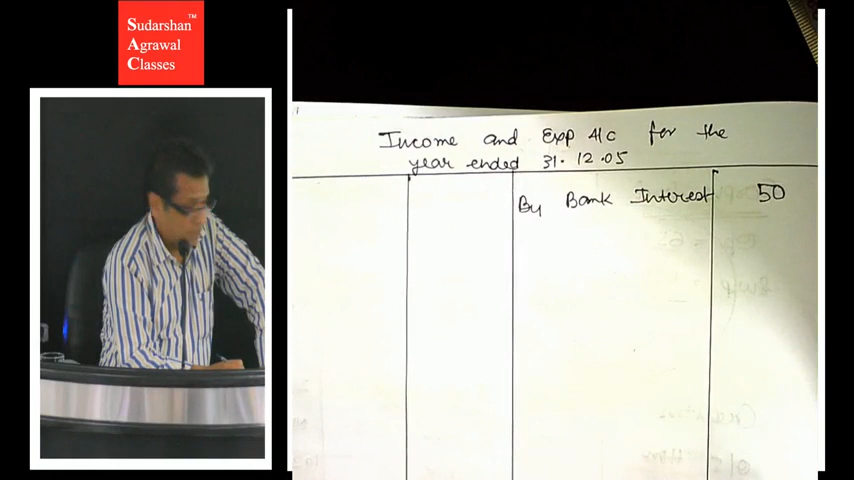 Sudarshan™
Agrawal
Classes
Income and Exp A/c for the
year ended 31.12.05
By Bank Interest 50